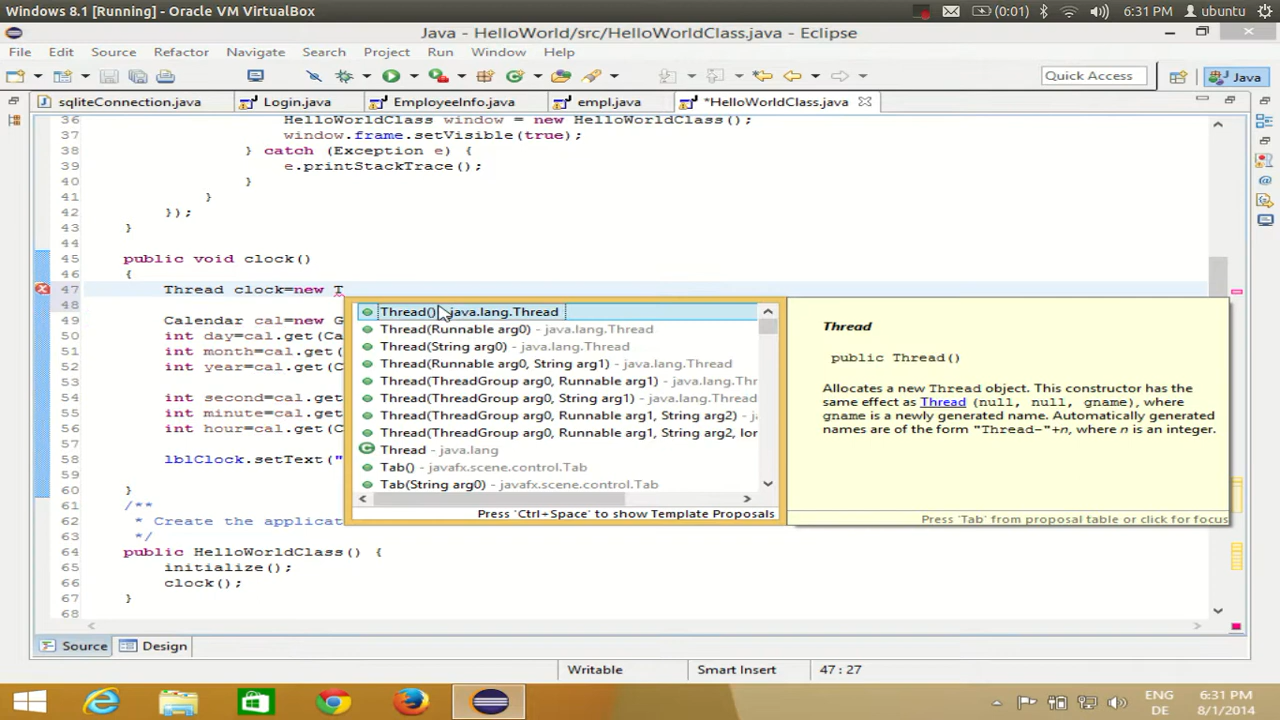 Windows 8.1 [Running] - Oracle VM VirtualBox
(0:01)
6:31 PM
ubuntu
Java - HelloWorld/src/HelloWorldClass.java - Eclipse
File Edit Source Refactor Navigate Search Project Run Window Help
Quick Access
Java
sqliteConnection.java
Login.java
EmployeeInfo.java
empl.java
*HelloWorldClass.java
36 HelloWorldClass window = new HelloWorldClass();
37 window.frame.setVisible(true);
38 } catch (Exception e) {
39 e.printStackTrace();
40 }
41 }
42 });
43 }
44
45 public void clock()
46 {
47 Thread clock=new T
48
49 Calendar cal=new G
50 int day=cal.get(Ca
51 int month=cal.get(
52 int year=cal.get(C
53
54 int second=cal.get
55 int minute=cal.get
56 int hour=cal.get(C
57
58 lblClock.setText("
59
60 }
61 /**
62 * Create the applicat
63 */
64 public HelloWorldClass() {
65 initialize();
66 clock();
67 }
68
Thread() - java.lang.Thread
Thread(Runnable arg0) - java.lang.Thread
Thread(String arg0) - java.lang.Thread
Thread(Runnable arg0, String arg1) - java.lang.Thread
Thread(ThreadGroup arg0, Runnable arg1) - java.lang.Thr
Thread(ThreadGroup arg0, String arg1) - java.lang.Thread
Thread(ThreadGroup arg0, Runnable arg1, String arg2) - ja
Thread(ThreadGroup arg0, Runnable arg1, String arg2, lor
Thread - java.lang
Tab() - javafx.scene.control.Tab
Tab(String arg0) - javafx.scene.control.Tab
Press 'Ctrl+Space' to show Template Proposals
Thread
public Thread()
Allocates a new Thread object. This constructor has the
same effect as Thread (null, null, gname), where
gname is a newly generated name. Automatically generated
names are of the form "Thread-"+n, where n is an integer.
Press 'Tab' from proposal table or click for focus
Source
Design
Writable
Smart Insert
47 : 27
ENG
DE
6:31 PM
8/1/2014